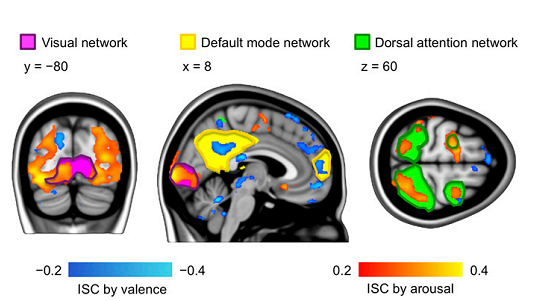 Visual network
Default mode network
Dorsal attention network
y = −80
x = 8
z = 60
−0.2
−0.4
ISC by valence
0.2
0.4
ISC by arousal